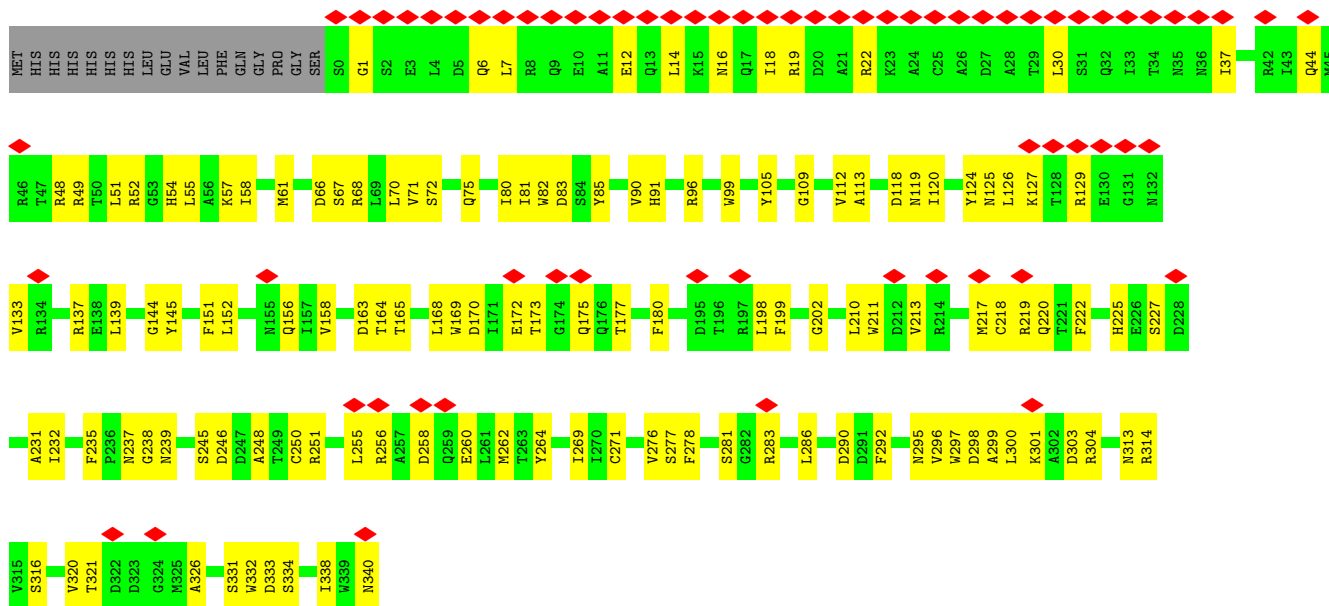 MET HIS HIS HIS HIS HIS HIS LEU GLU VAL LEU PHE GLN GLY PRO GLY SER S0 G1 S2 E3 L4 D5 Q6 L7 R8 Q9 E10 A11 E12 Q13 L14 K15 N16 Q17 I18 R19 D20 A21 R22 K23 A24 C25 A26 D27 A28 T29 L30 S31 Q32 I33 T34 N35 N36 I37 R42 I43 Q44 M45
R46 T47 R48 R49 T50 L51 R52 G53 H54 L55 A56 K57 I58 M61 D66 S67 R68 L69 L70 V71 S72 Q75 I80 I81 W82 D83 S84 Y85 V90 H91 R96 W99 Y105 G109 V112 A113 D118 N119 I120 Y124 N125 L126 K127 T128 R129 E130 G131 N132
V133 R134 R137 E138 L139 G144 Y145 F151 L152 N155 Q156 I157 V158 D163 T164 T165 L168 W169 D170 I171 E172 T173 G174 Q175 Q176 T177 F180 D195 T196 R197 L198 F199 G202 L210 W211 D212 V213 R214 M217 C218 R219 Q220 T221 F222 H225 E226 S227 D228
A231 I232 F235 P236 N237 G238 N239 S245 D246 D247 A248 T249 C250 R251 L255 R256 A257 D258 Q259 E260 L261 M262 T263 Y264 I269 I270 C271 V276 S277 F278 S281 G282 R283 L286 D290 D291 F292 N295 V296 W297 D298 A299 L300 K301 A302 D303 R304 N313 R314
V315 S316 V320 T321 D322 D323 G324 M325 A326 S331 W332 D333 S334 I338 W339 N340